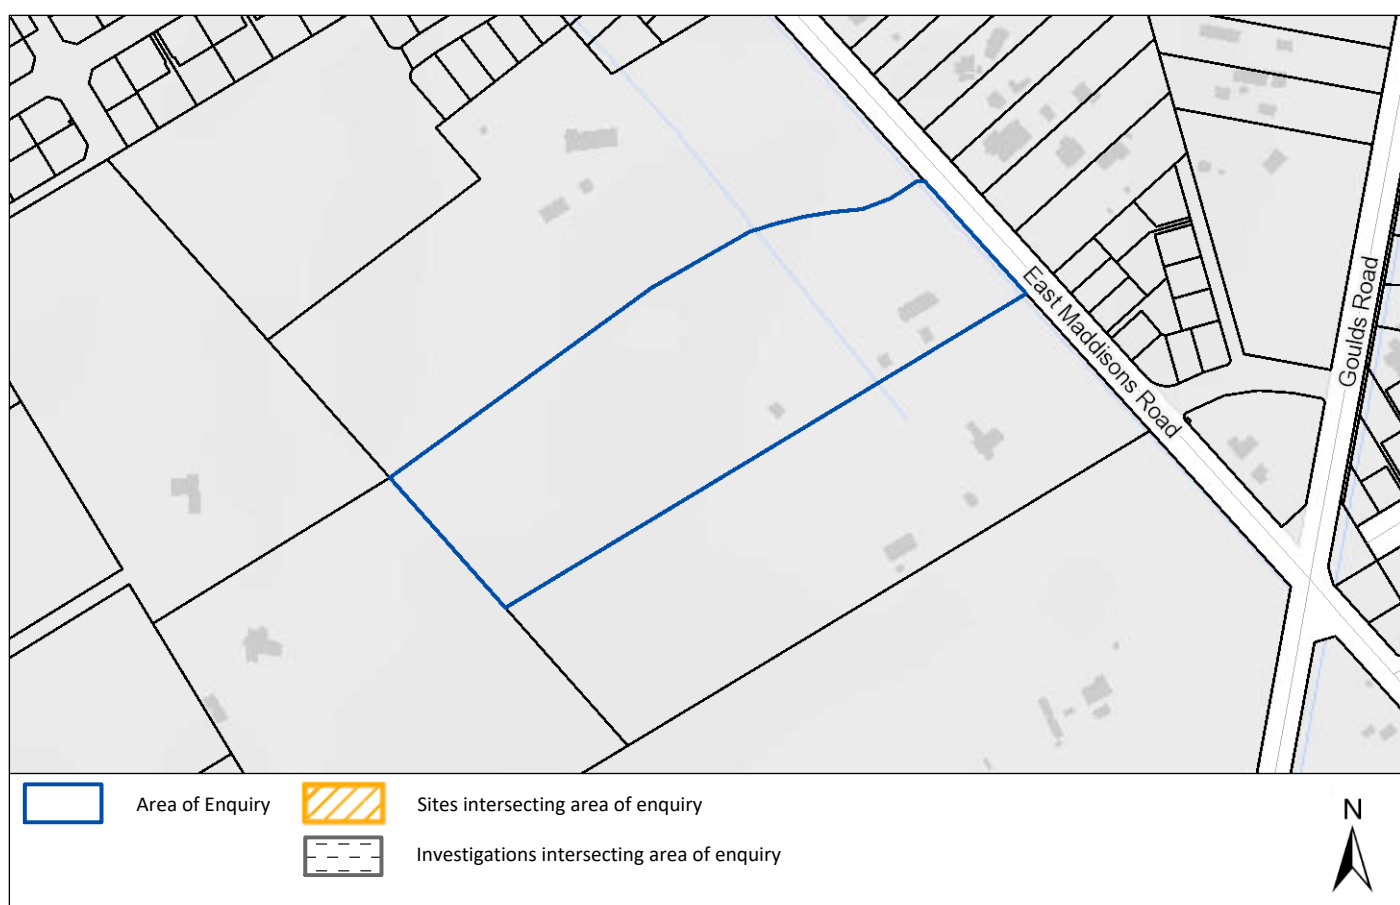 East Maddisons Road
Goulds Road
Area of Enquiry
Sites intersecting area of enquiry
N
Investigations intersecting area of enquiry